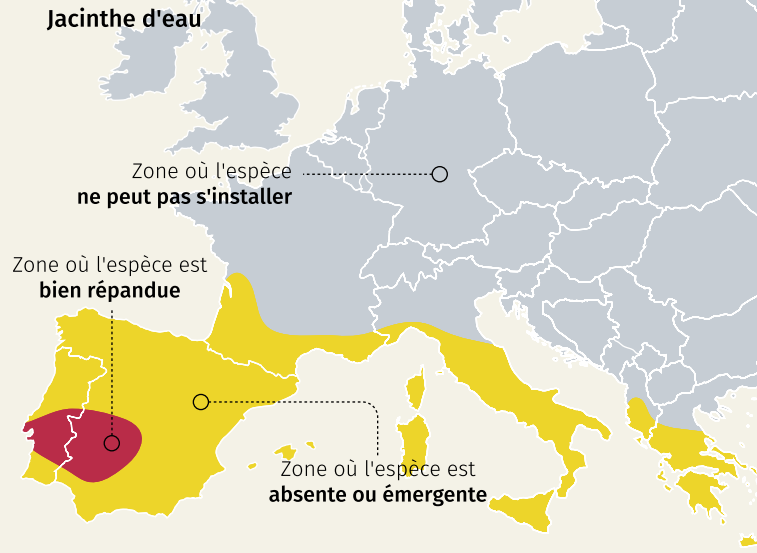 Jacinthe d'eau
Zone où l'espèce
ne peut pas s'installer
Zone où l'espèce est
bien répandue
Zone où l'espèce est
absente ou émergente